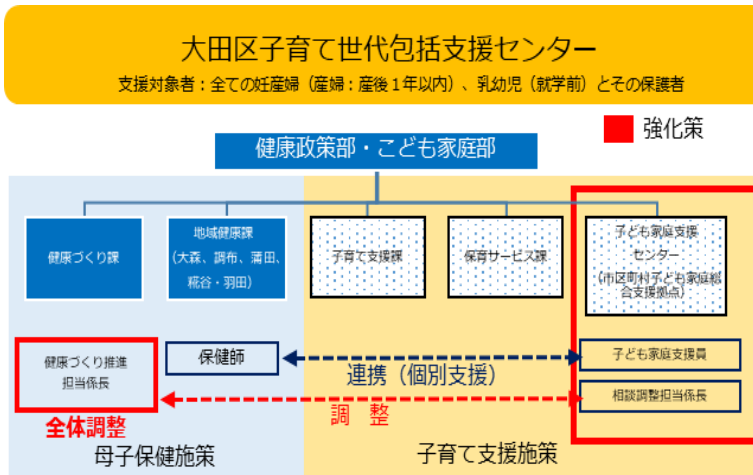 大田区子育て世代包括支援センター
支援対象者：全ての妊産婦（産婦：産後１年以内）、乳幼児（就学前）とその保護者
強化策
健康政策部・こども家庭部
健康づくり課
地域健康課
（大森、調布、蒲田、
糀谷・羽田）
子育て支援課
保育サービス課
子ども家庭支援
センター
（市区町村子ども家庭総
合支援拠点）
健康づくり推進
担当係長
保健師
連携（個別支援）
子ども家庭支援員
調　整
相談調整担当係長
全体調整
母子保健施策
子育て支援施策